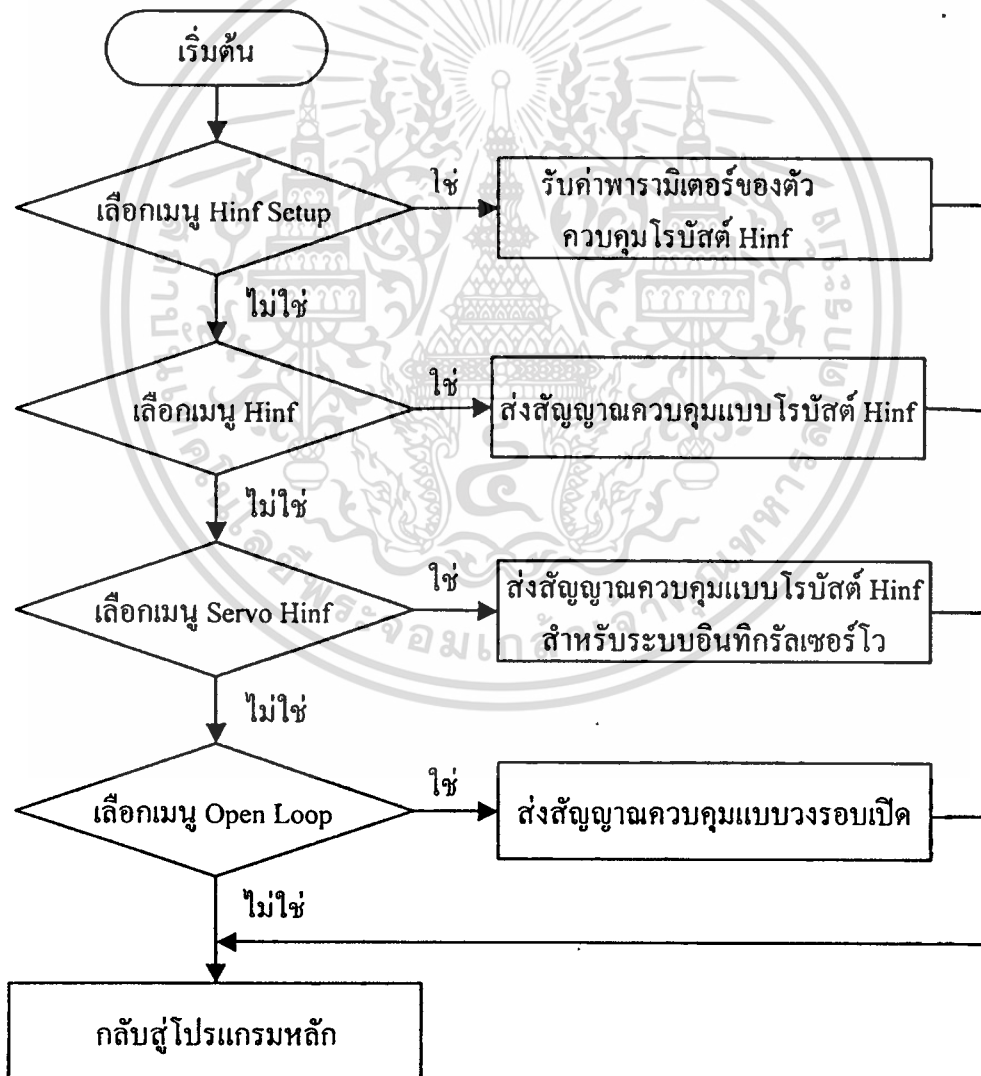 เริ่มต้น
เลือกเมนู Hinf Setup
ใช่
รับค่าพารามิเตอร์ของตัว
ควบคุมโรบัสต์ Hinf
ไม่ใช่
เลือกเมนู Hinf
ใช่
ส่งสัญญาณควบคุมแบบโรบัสต์ Hinf
ไม่ใช่
เลือกเมนู Servo Hinf
ใช่
ส่งสัญญาณควบคุมแบบโรบัสต์ Hinf
สำหรับระบบอินทิกรัลเซอร์โว
ไม่ใช่
เลือกเมนู Open Loop
ใช่
ส่งสัญญาณควบคุมแบบวงรอบเปิด
ไม่ใช่
กลับสู่โปรแกรมหลัก